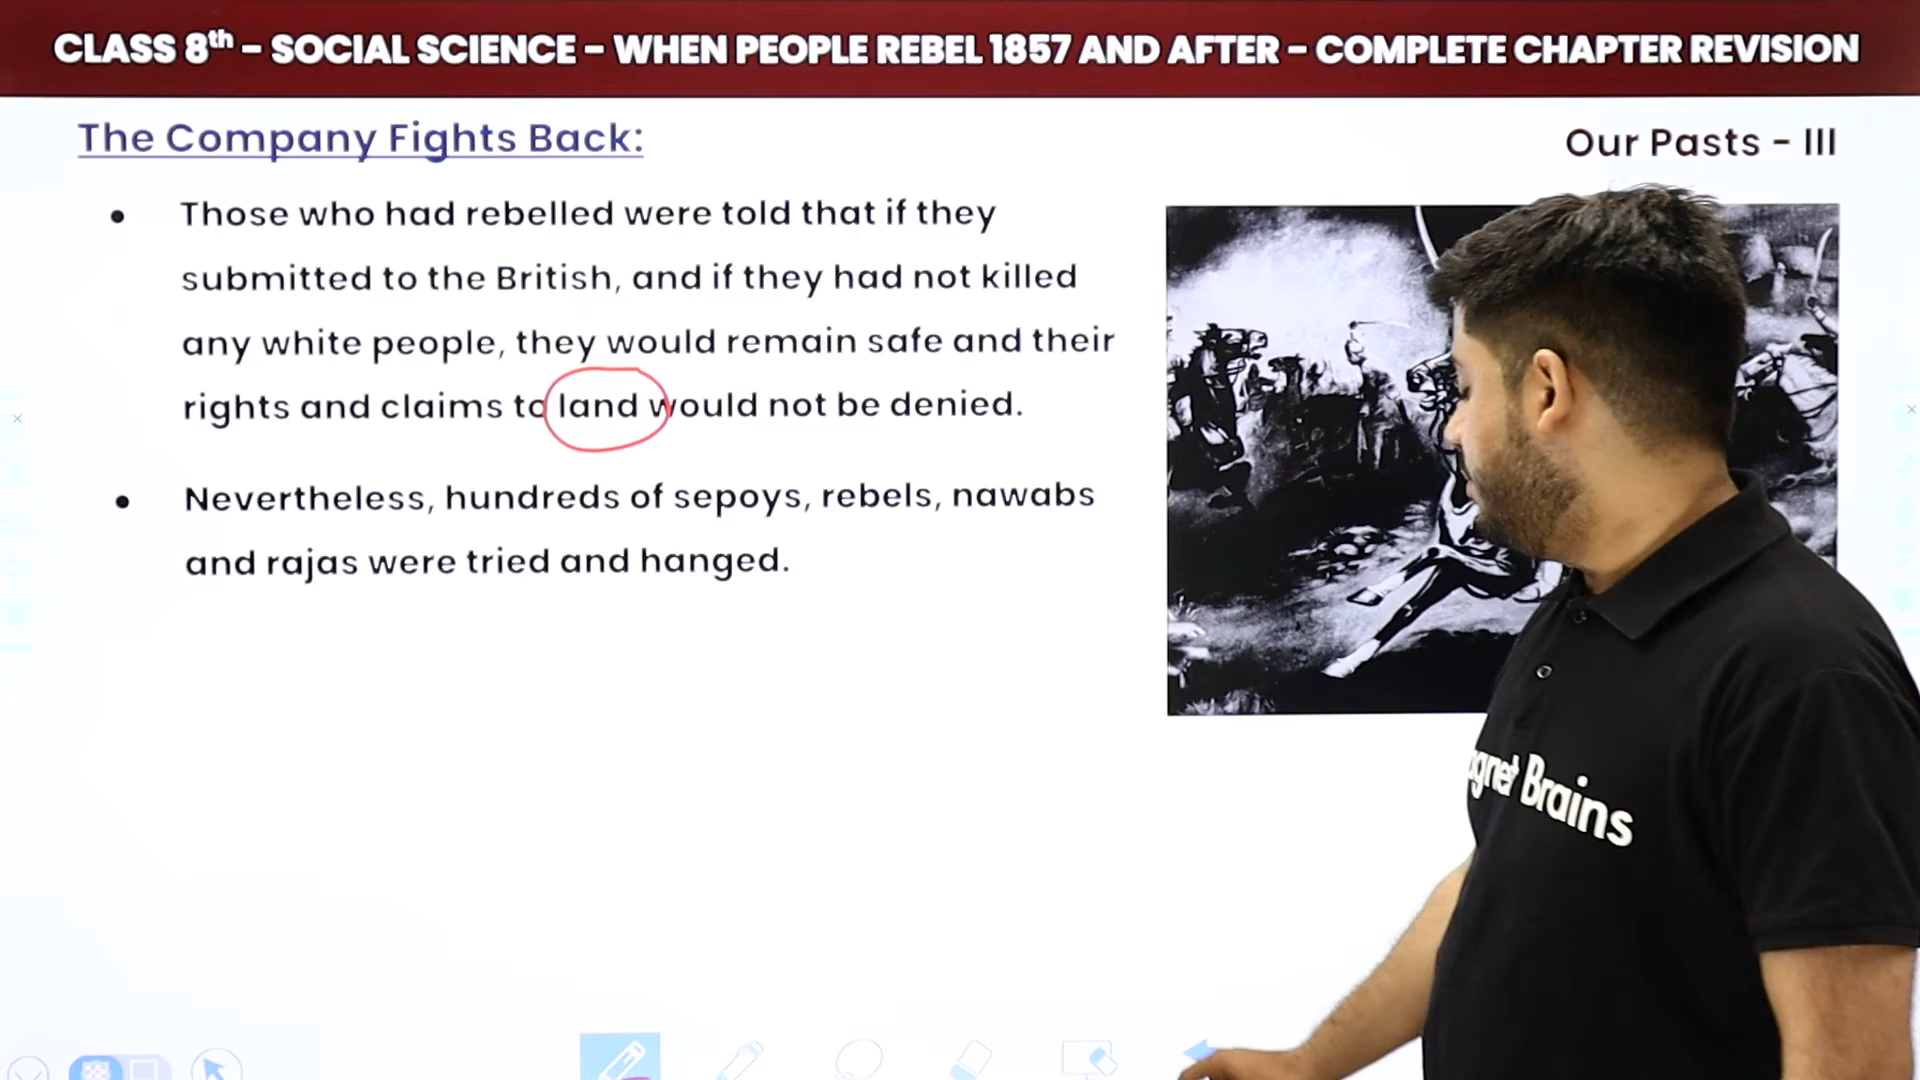 CLASS 8th – SOCIAL SCIENCE – WHEN PEOPLE REBEL 1857 AND AFTER – COMPLETE CHAPTER REVISION
The Company Fights Back:
Our Pasts – III
• Those who had rebelled were told that if they
submitted to the British, and if they had not killed
any white people, they would remain safe and their
rights and claims to land would not be denied.
• Nevertheless, hundreds of sepoys, rebels, nawabs
and rajas were tried and hanged.
Brains